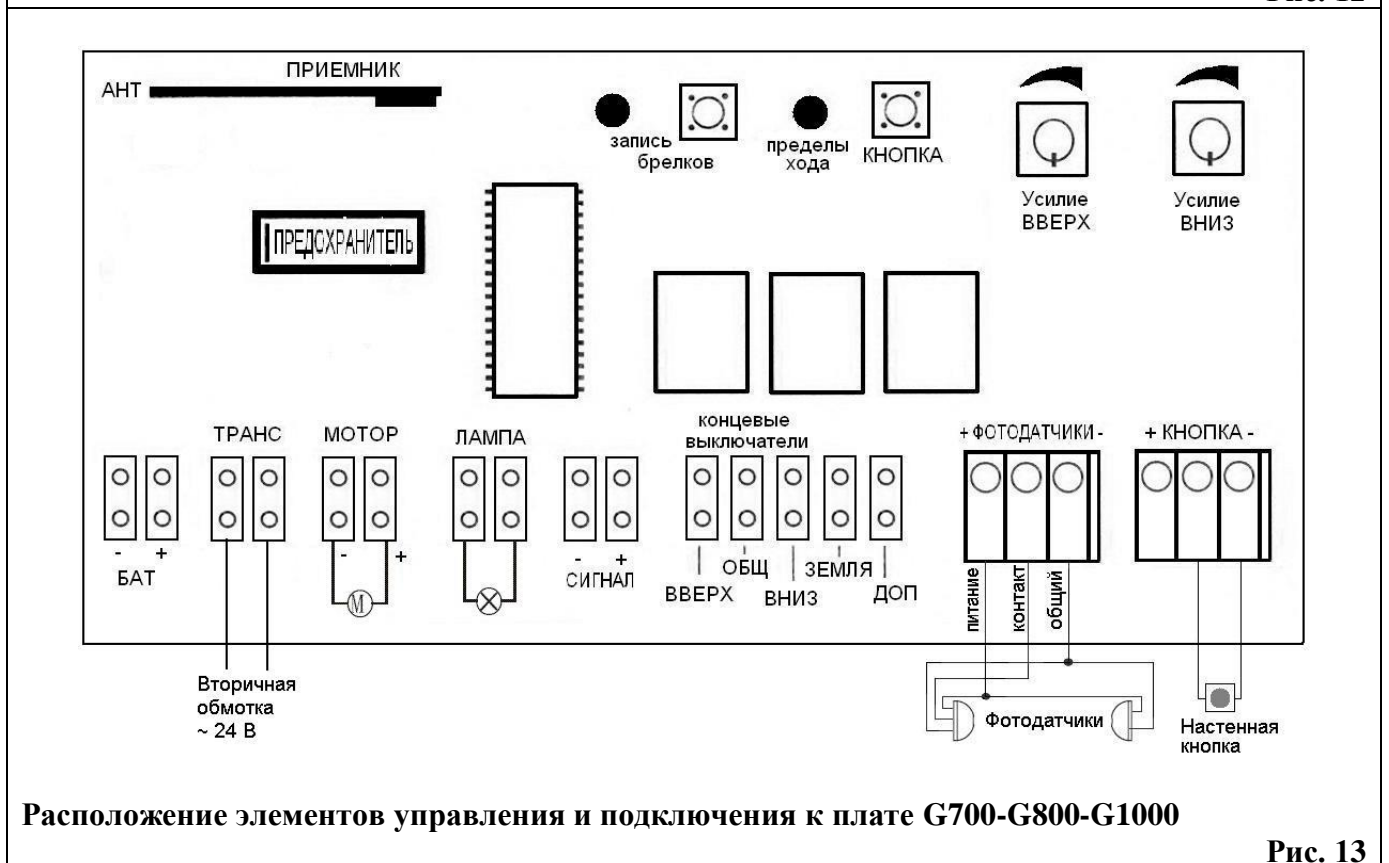 ПРИЕМНИК
АНТ
запись
брелков
пределы
хода
КНОПКА
Усилие
ВВЕРХ
Усилие
ВНИЗ
ПРЕДОХРАНИТЕЛЬ
ТРАНС
МОТОР
ЛАМПА
концевые
выключатели
+ ФОТОДАТЧИКИ -
+ КНОПКА -
- +
БАТ
- +
M
- +
СИГНАЛ
ВВЕРХ
ОБЩ
ВНИЗ
ЗЕМЛЯ
ДОП
питание
контакт
общий
Вторичная
обмотка
~ 24 В
Фотодатчики
Настенная
кнопка
Расположение элементов управления и подключения к плате G700-G800-G1000
Рис. 13